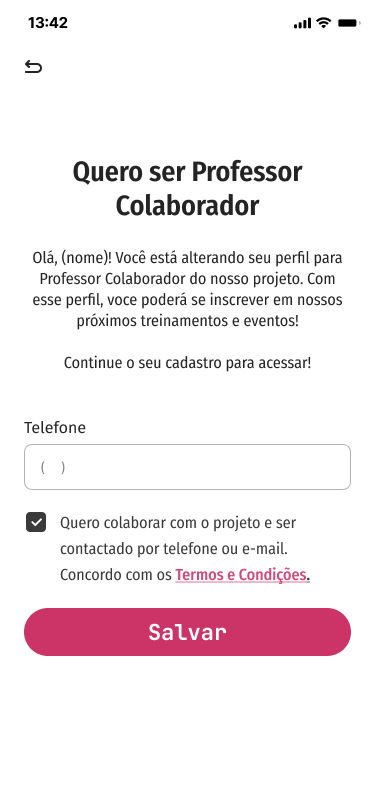 13:42
Quero ser Professor
Colaborador
Olá, (nome)! Você está alterando seu perfil para
Professor Colaborador do nosso projeto. Com
esse perfil, voce poderá se inscrever em nossos
próximos treinamentos e eventos!
Continue o seu cadastro para acessar!
Telefone
( )
Quero colaborar com o projeto e ser
contactado por telefone ou e-mail.
Concordo com os Termos e Condições.
Salvar